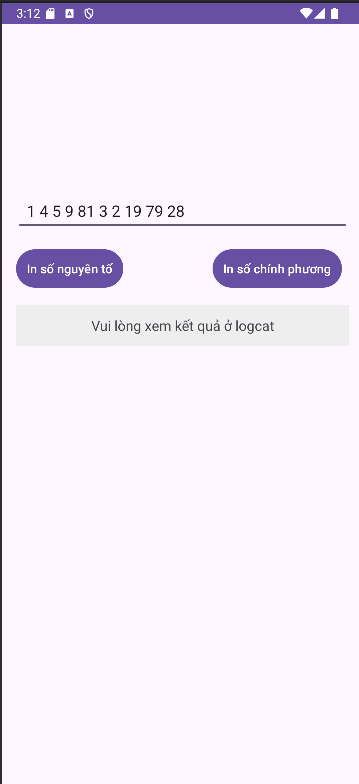 3:12
1 4 5 9 81 3 2 19 79 28
In số nguyên tố
In số chính phương
Vui lòng xem kết quả ở logcat